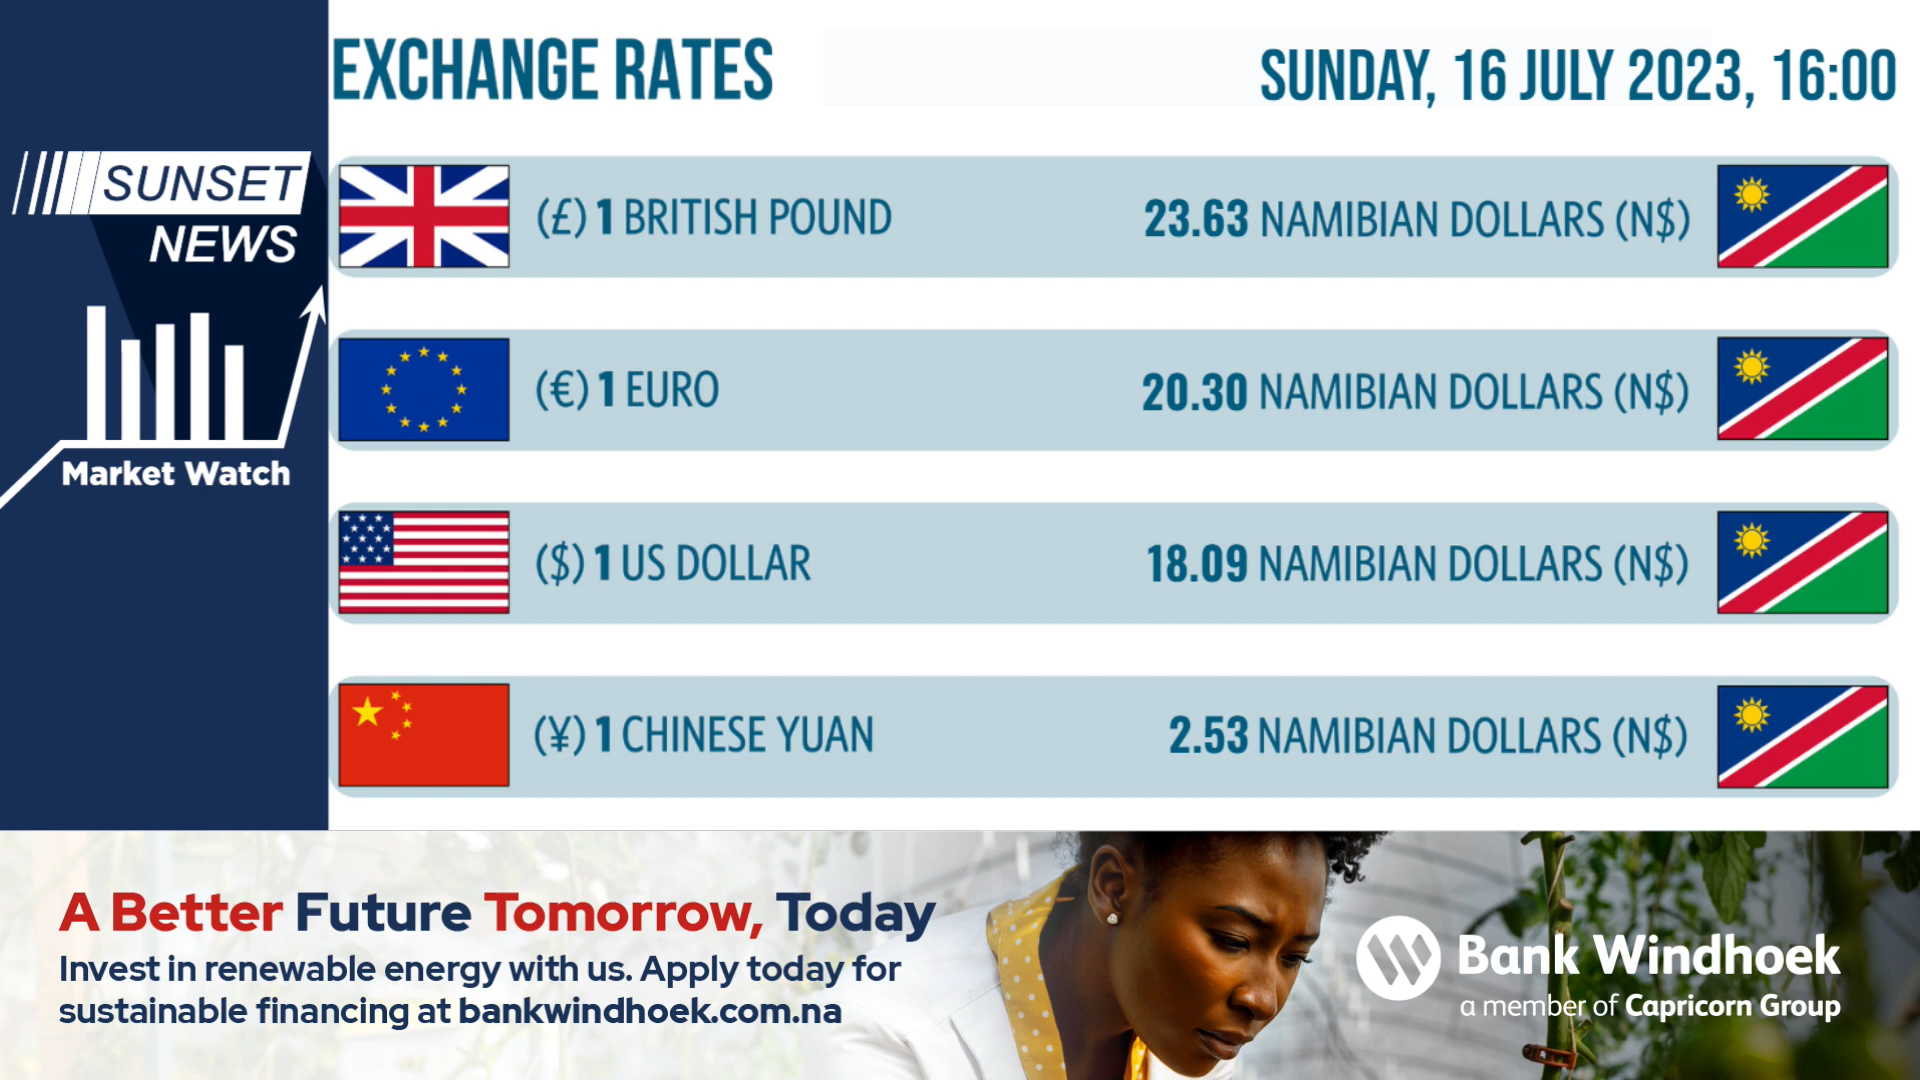 EXCHANGE RATES
SUNDAY, 16 JULY 2023, 16:00
SUNSET
NEWS
Market Watch
(£) 1 BRITISH POUND
23.63 NAMIBIAN DOLLARS (N$)
(€) 1 EURO
20.30 NAMIBIAN DOLLARS (N$)
($) 1 US DOLLAR
18.09 NAMIBIAN DOLLARS (N$)
(¥) 1 CHINESE YUAN
2.53 NAMIBIAN DOLLARS (N$)
A Better Future Tomorrow, Today
Invest in renewable energy with us. Apply today for
sustainable financing at bankwindhoek.com.na
Bank Windhoek
a member of Capricorn Group